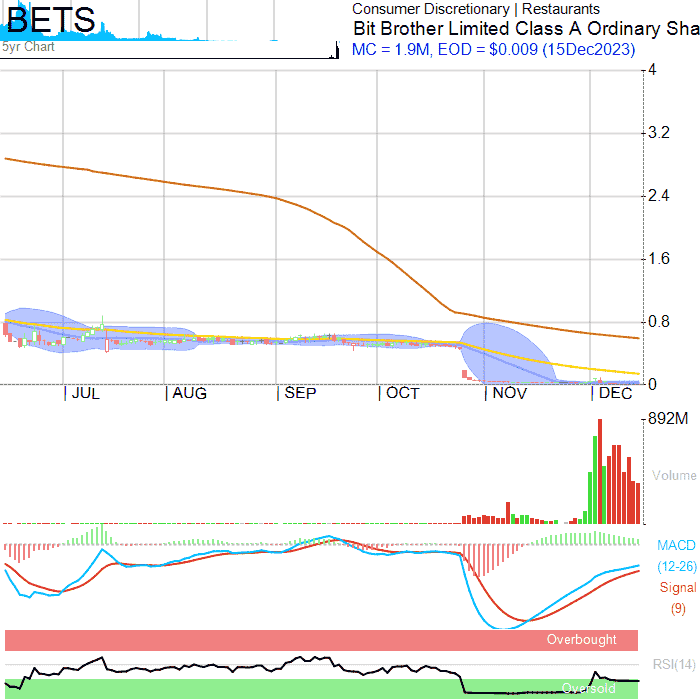 BETS
Consumer Discretionary | Restaurants
Bit Brother Limited Class A Ordinary Sha
5yr Chart
MC = 1.9M, EOD = $0.009 (15Dec2023)
4
3.2
2.4
1.6
0.8
0
| JUL | AUG | SEP | OCT | NOV | DEC
892M
Volume
MACD
(12-26)
Signal
(9)
Overbought
RSI(14)
Oversold